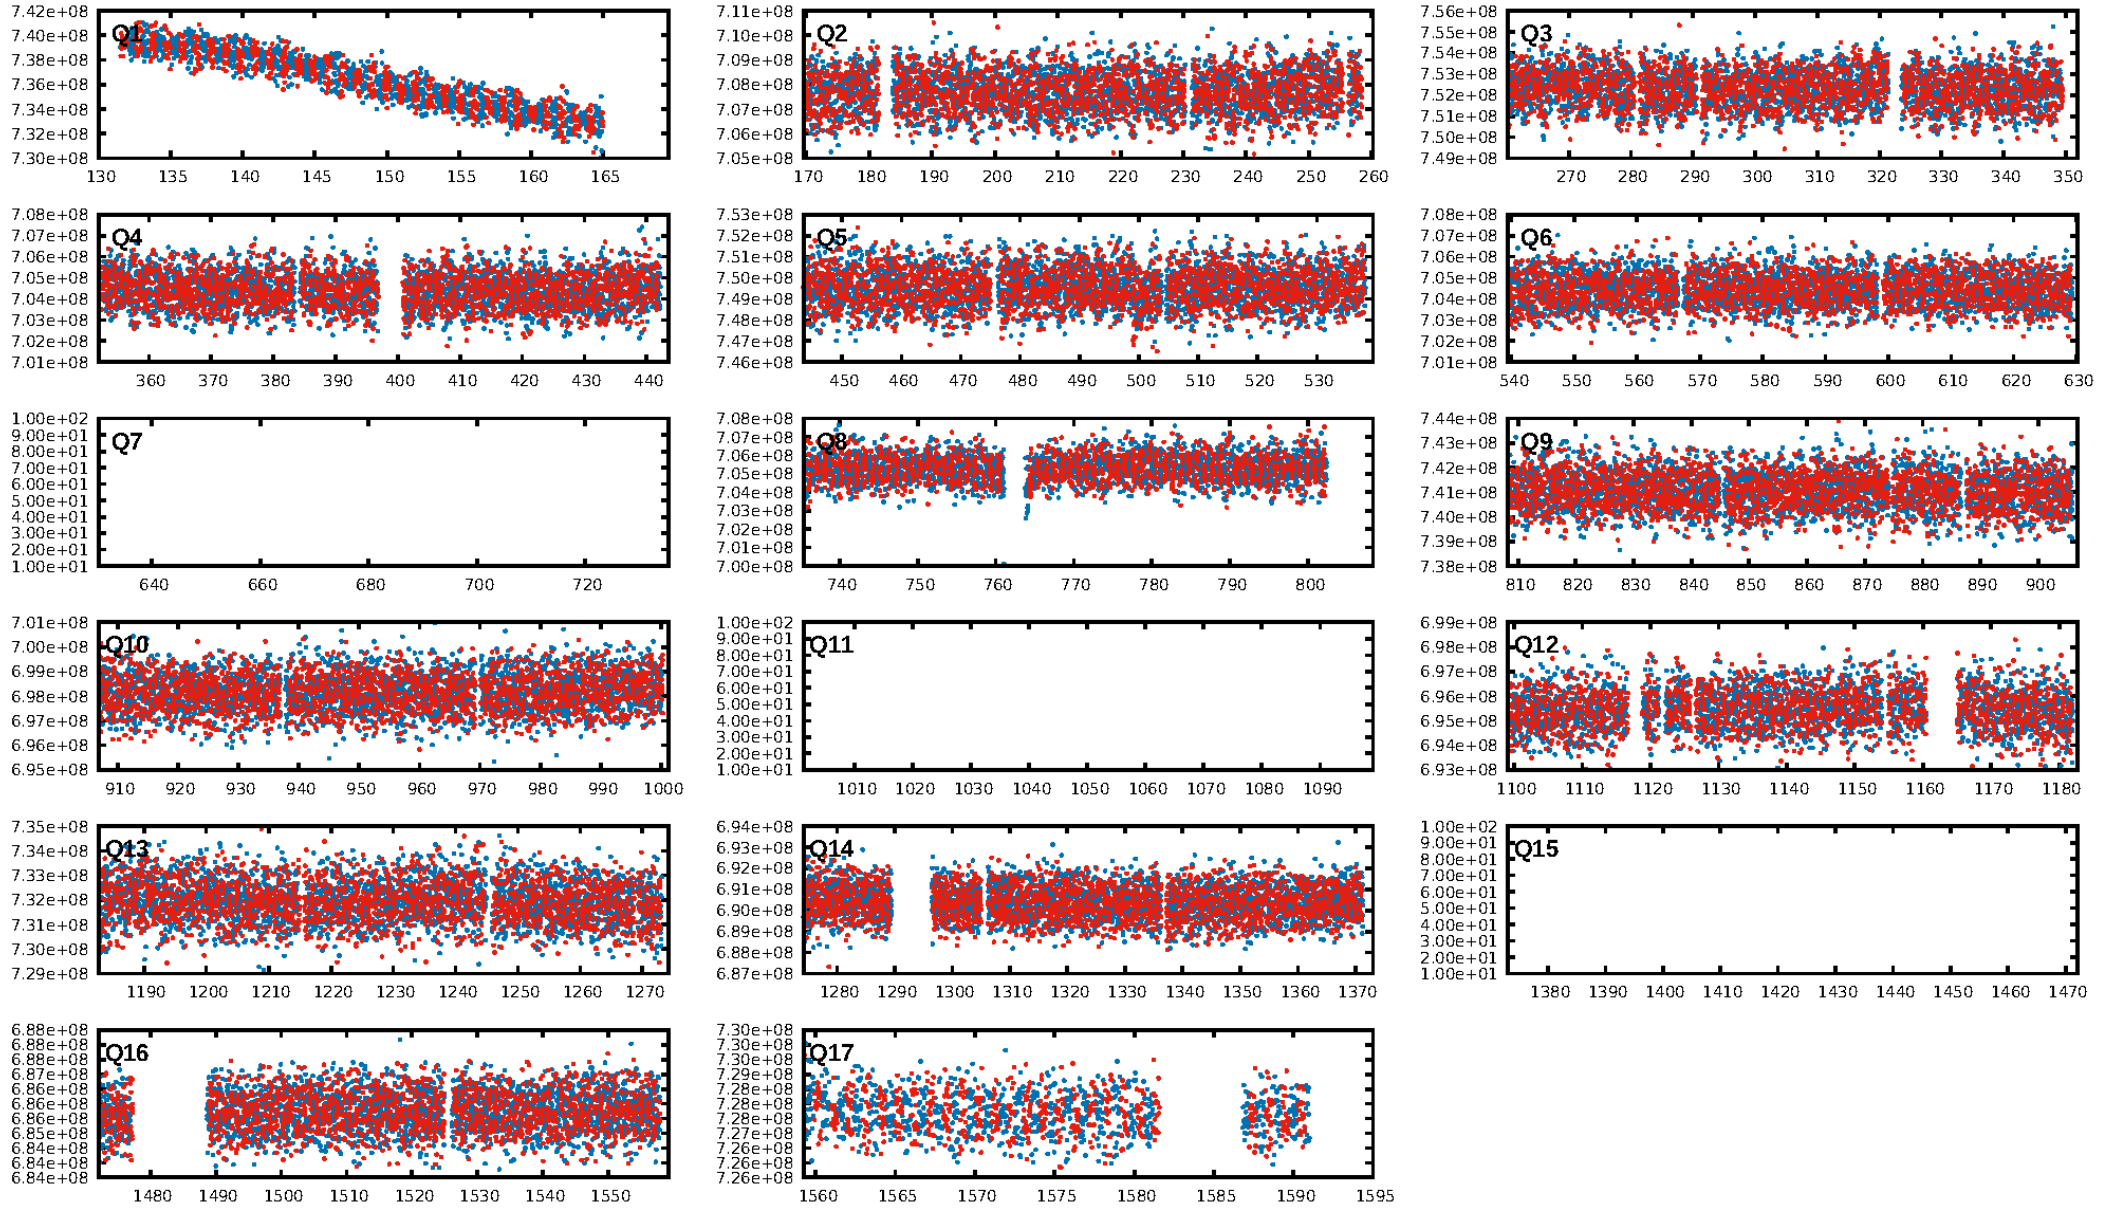 7.42e+08
7.40e+08
7.38e+08
7.36e+08
7.34e+08
7.32e+08
7.30e+08
Q1
130 135 140 145 150 155 160 165
7.11e+08
7.10e+08
7.09e+08
7.08e+08
7.07e+08
7.06e+08
7.05e+08
Q2
170 180 190 200 210 220 230 240 250 260
7.56e+08
7.55e+08
7.54e+08
7.53e+08
7.52e+08
7.51e+08
7.50e+08
7.49e+08
Q3
270 280 290 300 310 320 330 340 350
7.08e+08
7.07e+08
7.06e+08
7.05e+08
7.04e+08
7.03e+08
7.02e+08
7.01e+08
Q4
360 370 380 390 400 410 420 430 440
7.53e+08
7.52e+08
7.51e+08
7.50e+08
7.49e+08
7.48e+08
7.47e+08
7.46e+08
Q5
450 460 470 480 490 500 510 520 530
7.08e+08
7.07e+08
7.06e+08
7.05e+08
7.04e+08
7.03e+08
7.02e+08
7.01e+08
Q6
540 550 560 570 580 590 600 610 620 630
1.00e+02
9.00e+01
8.00e+01
7.00e+01
6.00e+01
5.00e+01
4.00e+01
3.00e+01
2.00e+01
1.00e+01
Q7
640 660 680 700 720
7.08e+08
7.07e+08
7.06e+08
7.05e+08
7.04e+08
7.03e+08
7.02e+08
7.01e+08
7.00e+08
Q8
740 750 760 770 780 790 800
7.44e+08
7.43e+08
7.42e+08
7.41e+08
7.40e+08
7.39e+08
7.38e+08
Q9
810 820 830 840 850 860 870 880 890 900
7.01e+08
7.00e+08
6.99e+08
6.98e+08
6.97e+08
6.96e+08
6.95e+08
Q10
910 920 930 940 950 960 970 980 990 1000
1.00e+02
9.00e+01
8.00e+01
7.00e+01
6.00e+01
5.00e+01
4.00e+01
3.00e+01
2.00e+01
1.00e+01
Q11
1010 1020 1030 1040 1050 1060 1070 1080 1090
6.99e+08
6.98e+08
6.97e+08
6.96e+08
6.95e+08
6.94e+08
6.93e+08
Q12
1100 1110 1120 1130 1140 1150 1160 1170 1180
7.35e+08
7.34e+08
7.33e+08
7.32e+08
7.31e+08
7.30e+08
7.29e+08
Q13
1190 1200 1210 1220 1230 1240 1250 1260 1270
6.94e+08
6.93e+08
6.92e+08
6.91e+08
6.90e+08
6.89e+08
6.88e+08
6.87e+08
Q14
1280 1290 1300 1310 1320 1330 1340 1350 1360 1370
1.00e+02
9.00e+01
8.00e+01
7.00e+01
6.00e+01
5.00e+01
4.00e+01
3.00e+01
2.00e+01
1.00e+01
Q15
1380 1390 1400 1410 1420 1430 1440 1450 1460 1470
6.88e+08
6.88e+08
6.87e+08
6.87e+08
6.86e+08
6.86e+08
6.86e+08
6.85e+08
6.85e+08
6.84e+08
6.84e+08
Q16
1480 1490 1500 1510 1520 1530 1540 1550
7.30e+08
7.30e+08
7.29e+08
7.29e+08
7.28e+08
7.28e+08
7.27e+08
7.26e+08
7.26e+08
7.26e+08
Q17
1560 1565 1570 1575 1580 1585 1590 1595